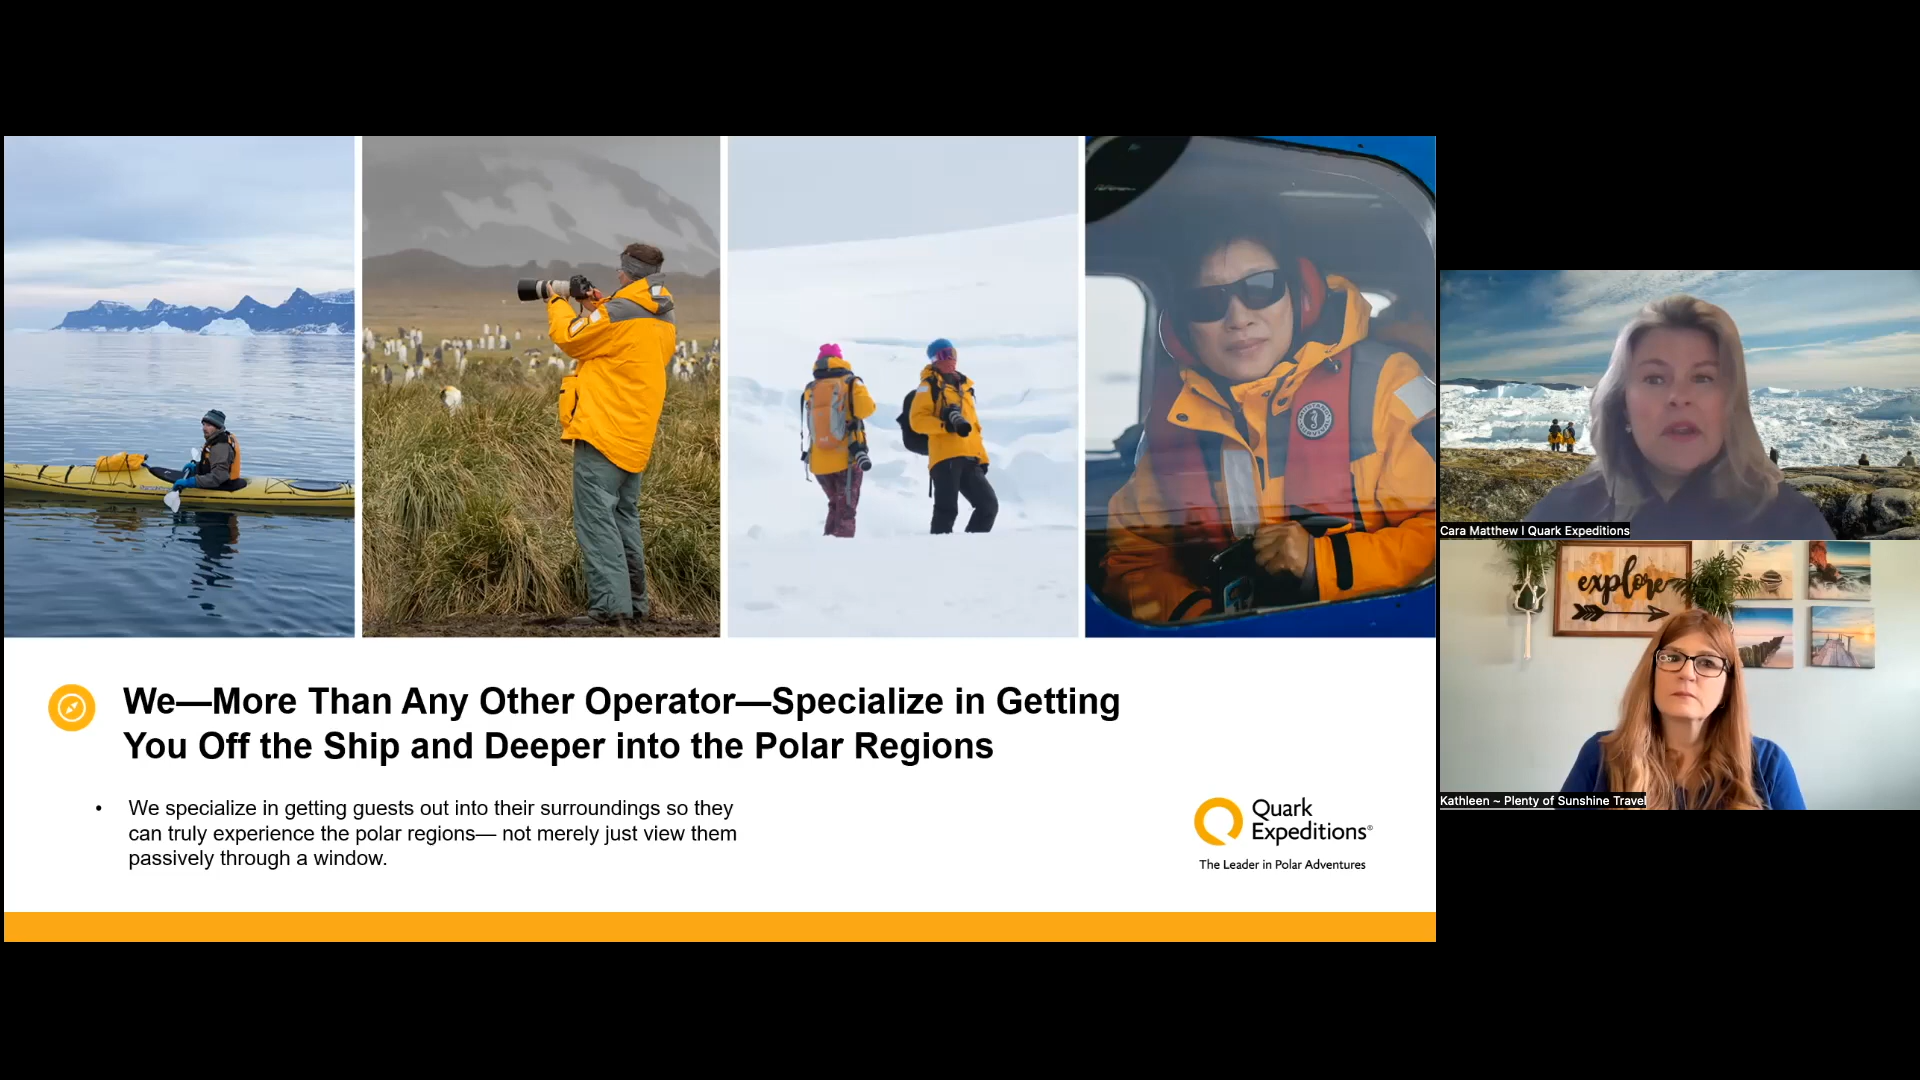 We—More Than Any Other Operator—Specialize in Getting
You Off the Ship and Deeper into the Polar Regions
• We specialize in getting guests out into their surroundings so they
can truly experience the polar regions— not merely just view them
passively through a window.
Quark
Expeditions®
The Leader in Polar Adventures
Cara Matthew I Quark Expeditions
explore
Kathleen ~ Plenty of Sunshine Travel